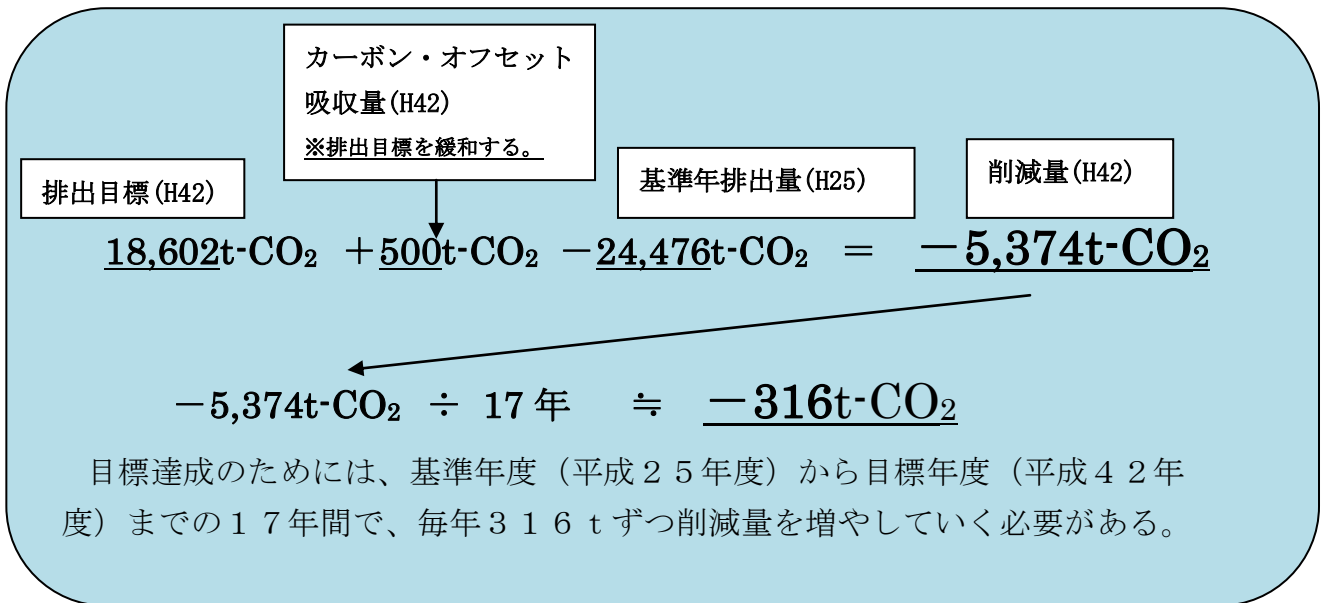 カーボン・オフセット
吸収量(H42)
※排出目標を緩和する。
排出目標(H42)
基準年排出量(H25)
削減量(H42)
18,602t-CO₂ +500t-CO₂ -24,476t-CO₂ = -5,374t-CO₂
-5,374t-CO₂ ÷ 17年 ≒ -316t-CO₂
目標達成のためには、基準年度(平成25年度)から目標年度(平成42年
度)までの17年間で、毎年316tずつ削減量を増やしていく必要がある。